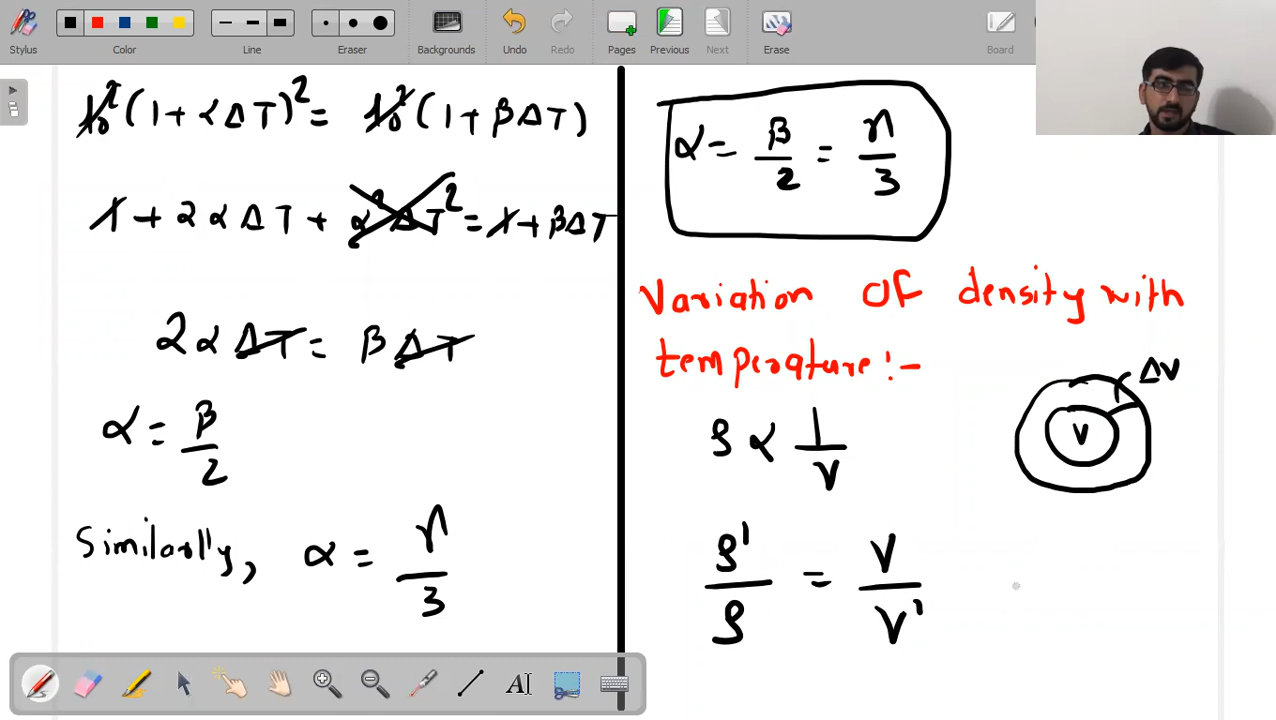 Stylus
Color
Line
Eraser
Backgrounds
Undo
Redo
Pages
Previous
Next
Erase
Board
l₀²(1+αΔT)² = l₀²(1+βΔT)
1+2αΔT+α²ΔT² = 1+βΔT
2αΔT = βΔT
α = β/2
Similarly, α = γ/3
α = β/2 = γ/3
Variation Of density with
temperature:-
ρ ∝ 1/V
ΔV
V
ρ'/ρ = V/V'
AI